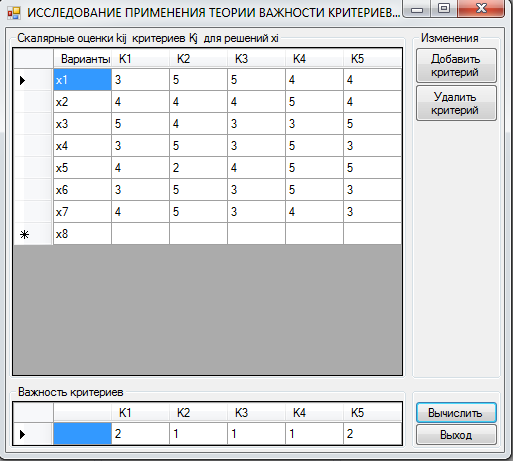 ИССЛЕДОВАНИЕ ПРИМЕНЕНИЯ ТЕОРИИ ВАЖНОСТИ КРИТЕРИЕВ...
Скалярные оценки kij критериев Kj для решений xi
Варианты K1 K2 K3 K4 K5
x1 3 5 5 4 4
x2 4 4 4 5 4
x3 5 4 3 3 5
x4 3 5 3 5 5
x5 4 2 4 5 5
x6 3 5 3 5 3
x7 4 5 3 4 3
x8
Изменения
Добавить
критерий
Удалить
критерий
Важность критериев
K1 K2 K3 K4 K5
2 1 1 1 2
Вычислить
Выход